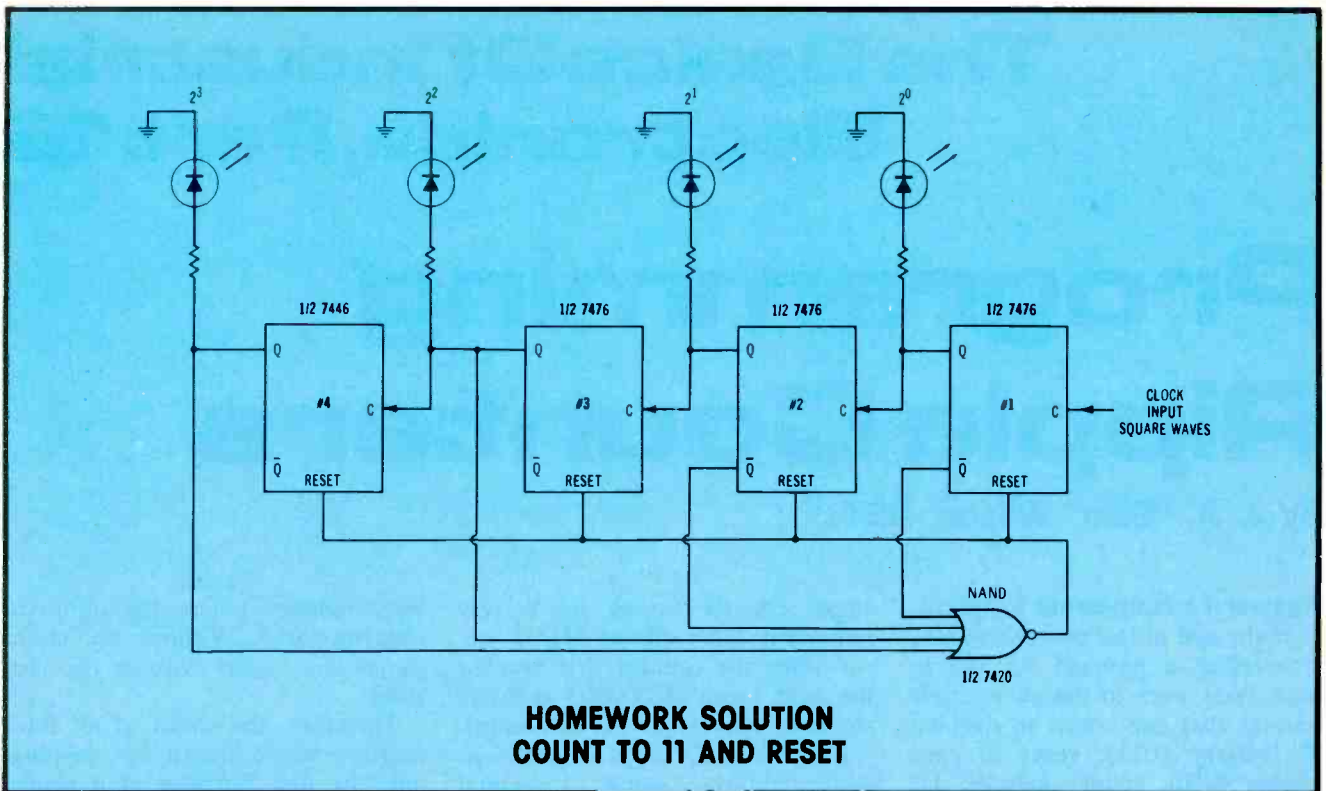 2³ 2² 2¹ 2⁰
1/2 7446 1/2 7476 1/2 7476 1/2 7476
Q Q Q Q
#4 C #3 C #2 C #1 C
CLOCK
INPUT
SQUARE WAVES
Q̅ Q̅ Q̅ Q̅
RESET RESET RESET RESET
NAND
1/2 7420
HOMEWORK SOLUTION
COUNT TO 11 AND RESET